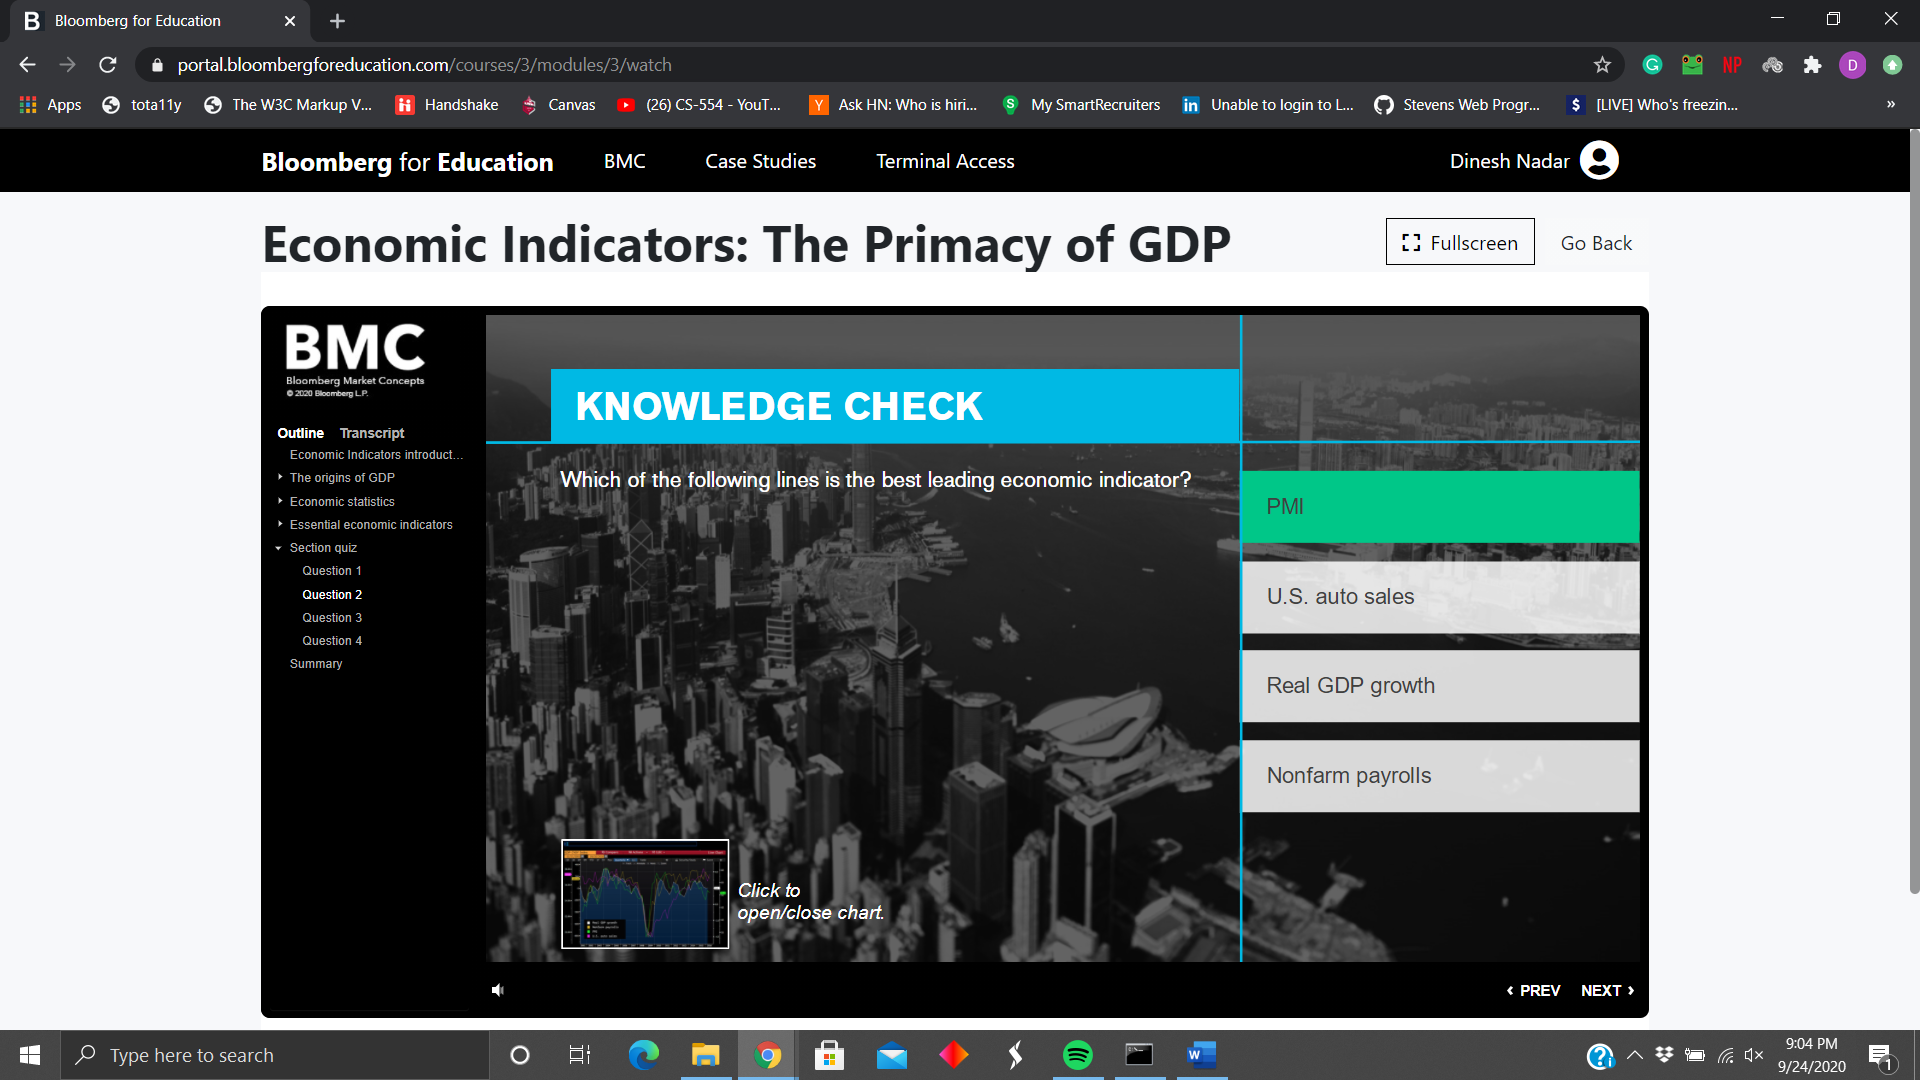 Bloomberg for Education
portal.bloombergforeducation.com/courses/3/modules/3/watch
Apps
tota11y
The W3C Markup V...
Handshake
Canvas
(26) CS-554 - YouT...
Ask HN: Who is hiri...
My SmartRecruiters
Unable to login to L...
Stevens Web Progr...
[LIVE] Who's freezin...
Bloomberg for Education
BMC
Case Studies
Terminal Access
Dinesh Nadar
Economic Indicators: The Primacy of GDP
Fullscreen
Go Back
BMC
Bloomberg Market Concepts
© 2020 Bloomberg L.P.
Outline Transcript
Economic Indicators introduct...
The origins of GDP
Economic statistics
Essential economic indicators
Section quiz
Question 1
Question 2
Question 3
Question 4
Summary
KNOWLEDGE CHECK
Which of the following lines is the best leading economic indicator?
PMI
U.S. auto sales
Real GDP growth
Nonfarm payrolls
Click to
open/close chart.
PREV NEXT
Type here to search
9:04 PM
9/24/2020
1